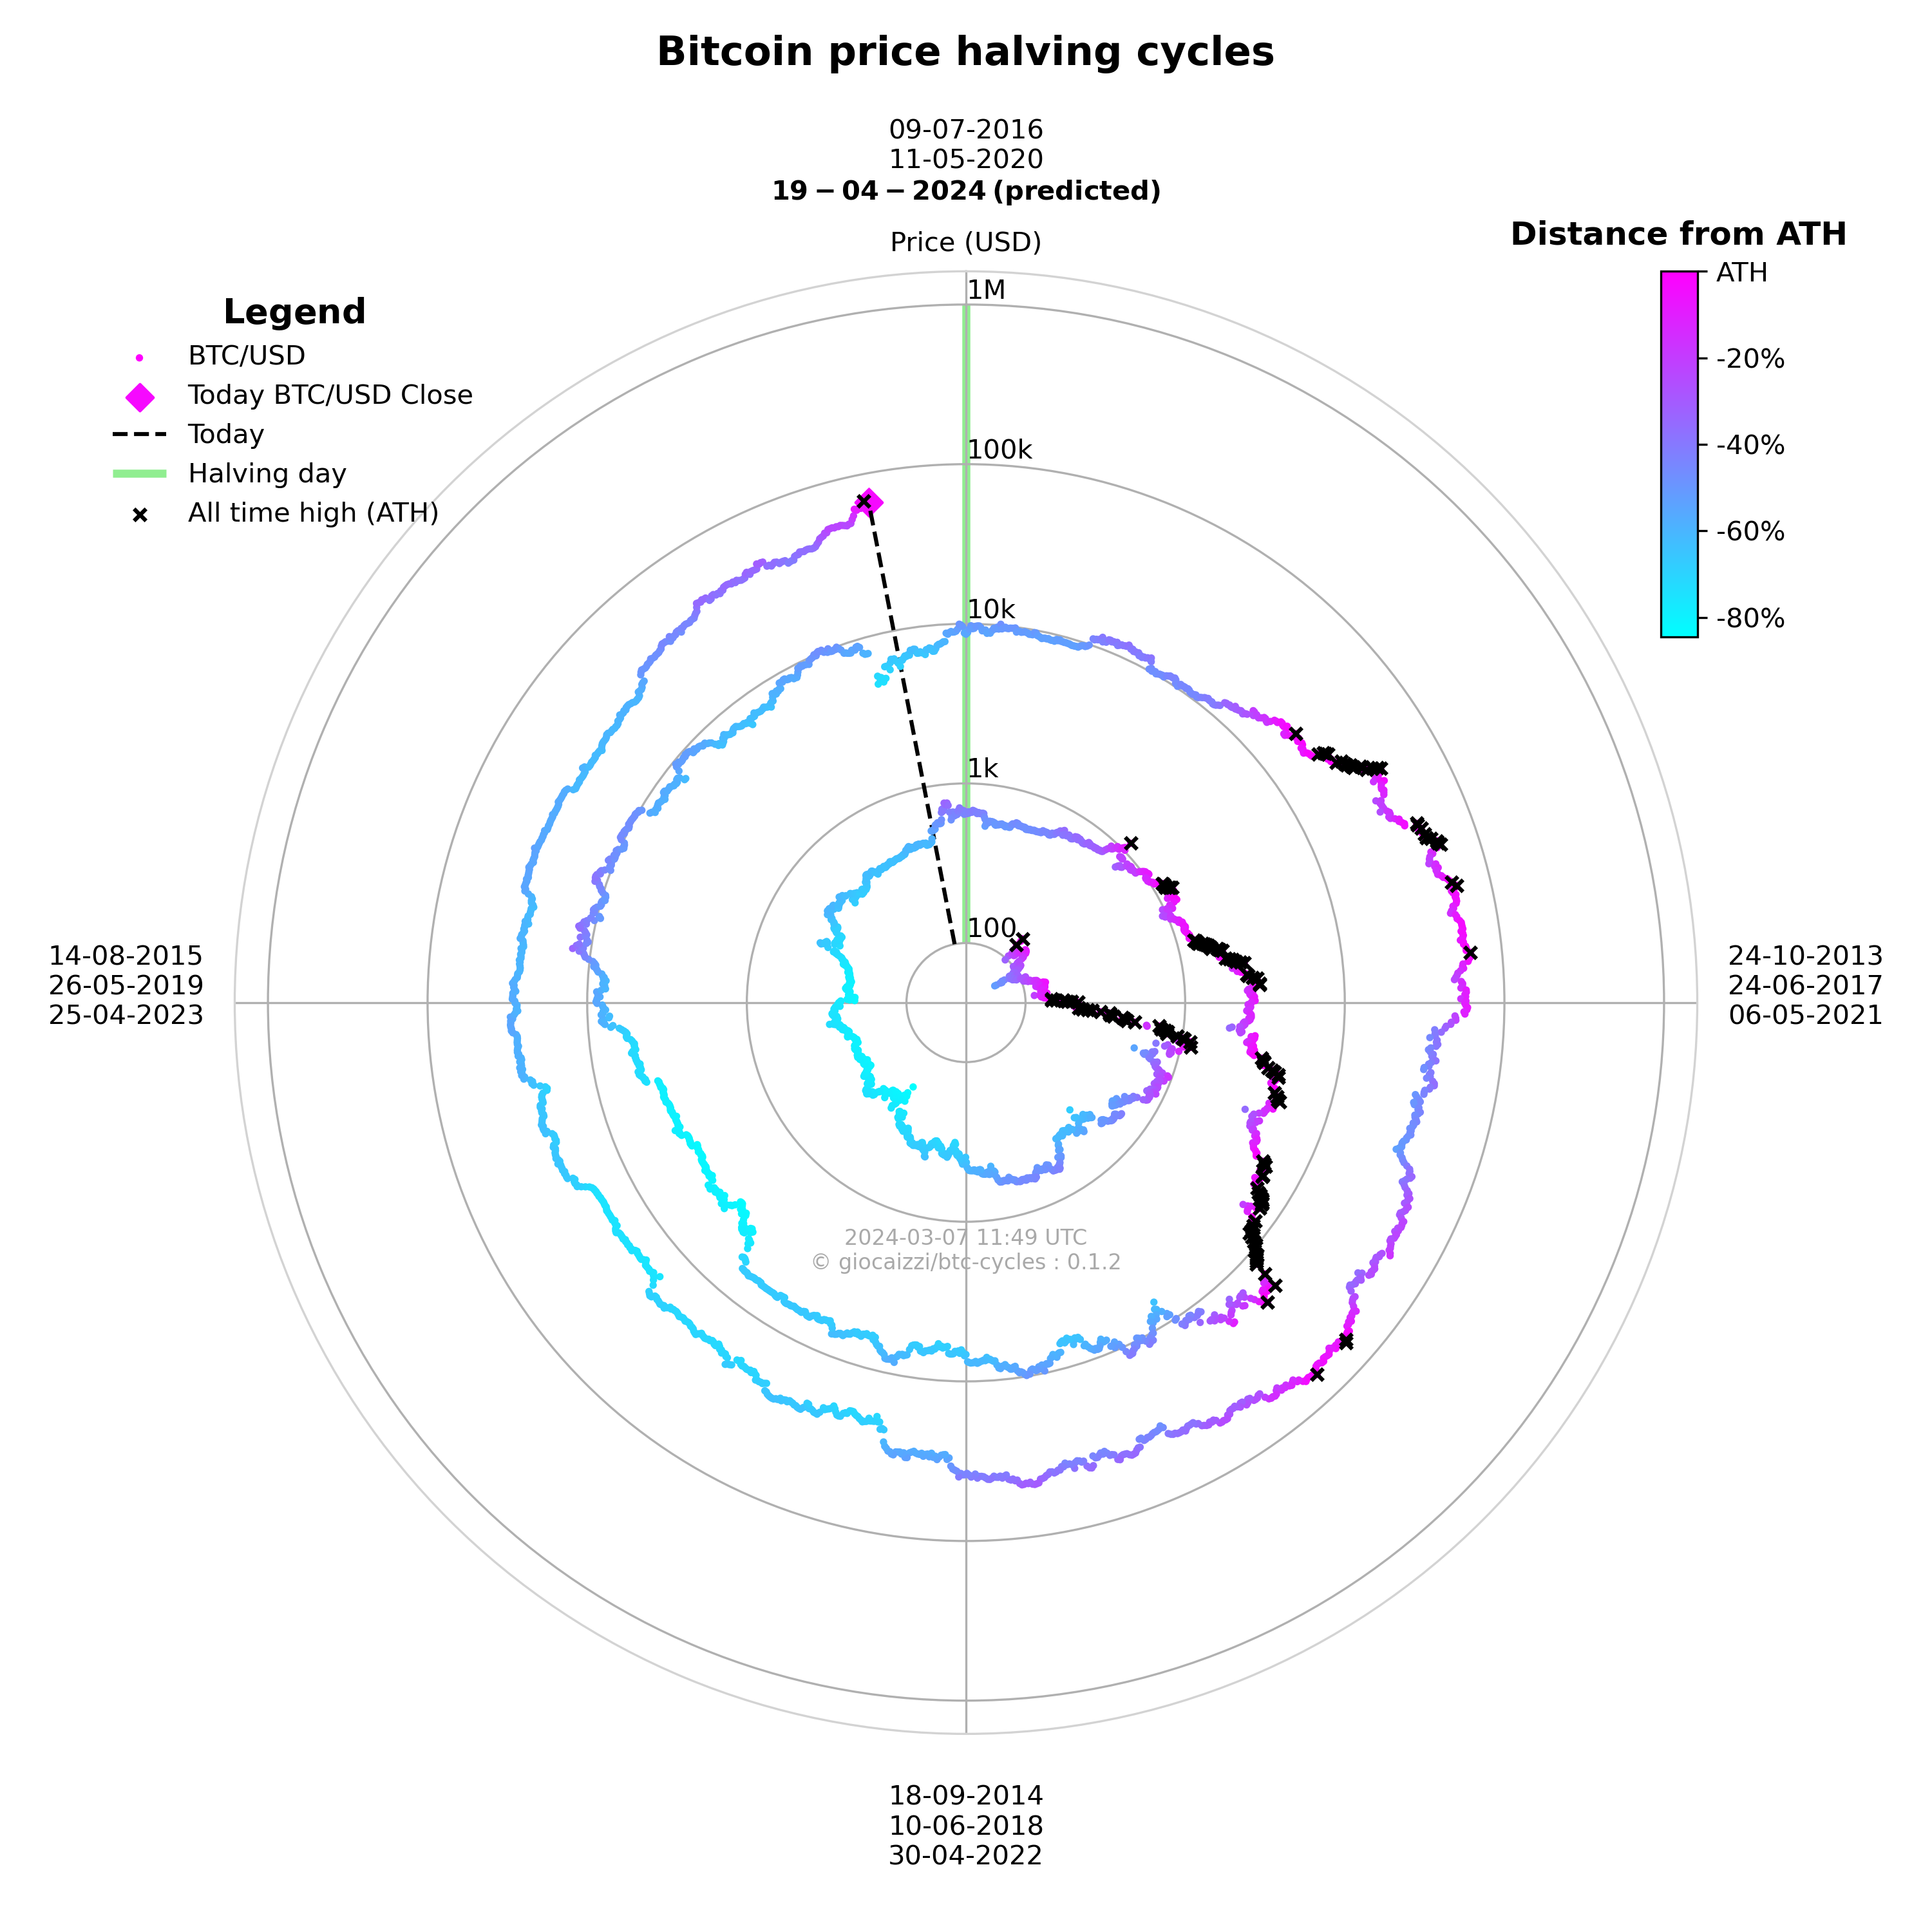 Bitcoin price halving cycles
09-07-2016
11-05-2020
19 − 04 − 2024 (predicted)
Price (USD)
Distance from ATH
ATH
-20%
-40%
-60%
-80%
Legend
BTC/USD
Today BTC/USD Close
Today
Halving day
All time high (ATH)
1M
100k
10k
1k
100
14-08-2015
26-05-2019
25-04-2023
24-10-2013
24-06-2017
06-05-2021
2024-03-07 11:49 UTC
© giocaizzi/btc-cycles : 0.1.2
18-09-2014
10-06-2018
30-04-2022